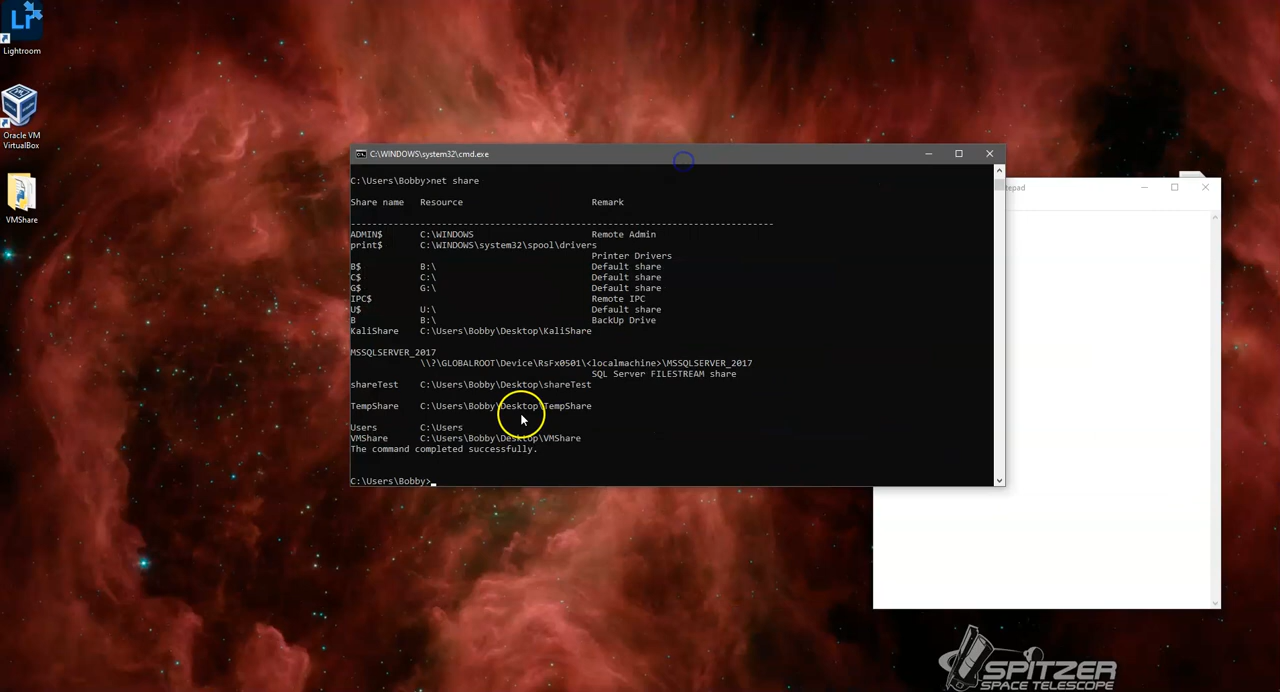 Lightroom
Oracle VM
VirtualBox
VMShare
C:\WINDOWS\system32\cmd.exe
C:\Users\Bobby>net share
Share name Resource Remark
-------------------------------------------------------------------------------
ADMIN$ C:\WINDOWS Remote Admin
print$ C:\WINDOWS\system32\spool\drivers
Printer Drivers
B$ B:\ Default share
C$ C:\ Default share
G$ G:\ Default share
IPC$ Remote IPC
U$ U:\ Default share
B B:\ BackUp Drive
KaliShare C:\Users\Bobby\Desktop\KaliShare
MSSQLSERVER_2017
\\?\GLOBALROOT\Device\RsFx0501\<localmachine>\MSSQLSERVER_2017
SQL Server FILESTREAM share
shareTest C:\Users\Bobby\Desktop\shareTest
TempShare C:\Users\Bobby\Desktop\TempShare
Users C:\Users
VMShare C:\Users\Bobby\Desktop\VMShare
The command completed successfully.
C:\Users\Bobby>
tepad
SPITZER
SPACE TELESCOPE